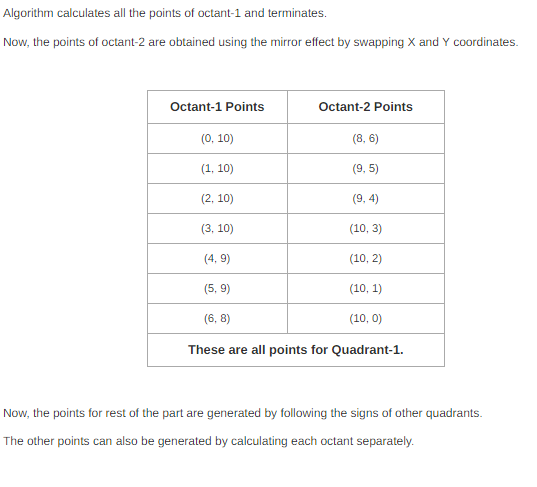 Algorithm calculates all the points of octant-1 and terminates.
Now, the points of octant-2 are obtained using the mirror effect by swapping X and Y coordinates.
Octant-1 Points Octant-2 Points
(0, 10) (8, 6)
(1, 10) (9, 5)
(2, 10) (9, 4)
(3, 10) (10, 3)
(4, 9) (10, 2)
(5, 9) (10, 1)
(6, 8) (10, 0)
These are all points for Quadrant-1.
Now, the points for rest of the part are generated by following the signs of other quadrants.
The other points can also be generated by calculating each octant separately.